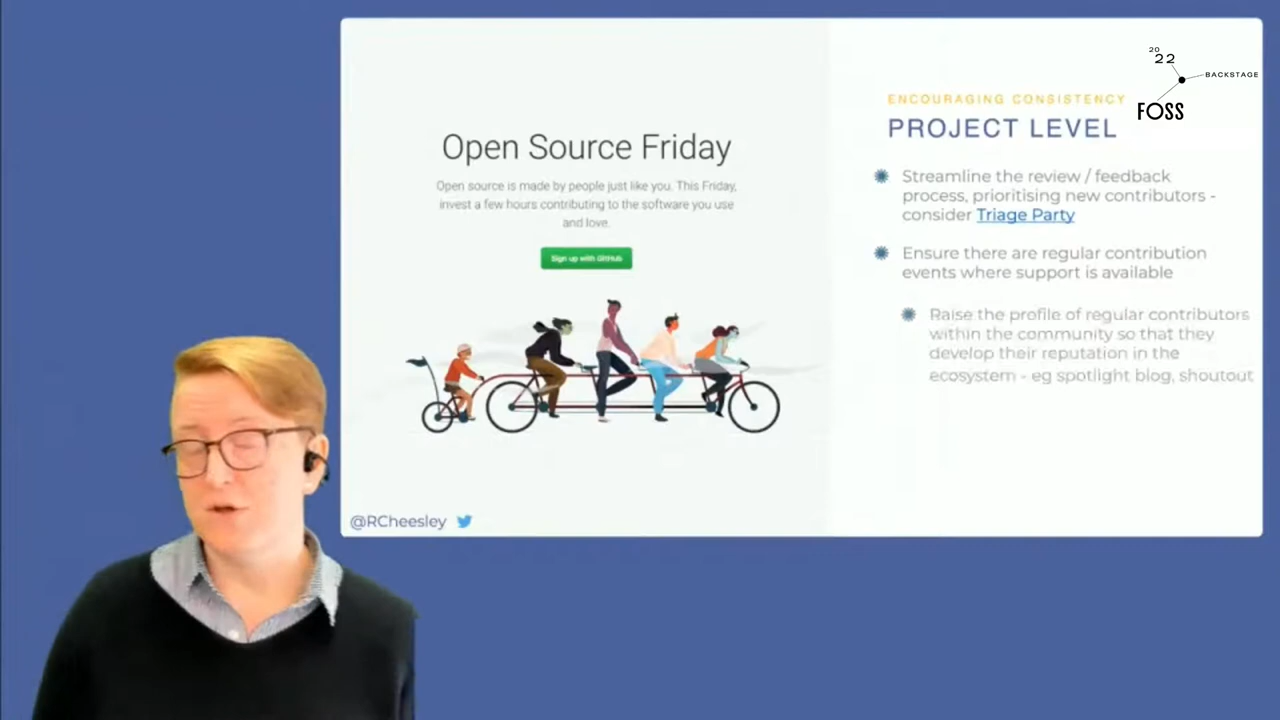 Open Source Friday
Open source is made by people just like you. This Friday,
invest a few hours contributing to the software you use
and love.
Sign up with GitHub
@RCheesley
20
22
BACKSTAGE
FOSS
ENCOURAGING CONSISTENCY
PROJECT LEVEL
Streamline the review / feedback
process, prioritising new contributors -
consider Triage Party
Ensure there are regular contribution
events where support is available
Raise the profile of regular contributors
within the community so that they
develop their reputation in the
ecosystem - eg spotlight blog, shoutout